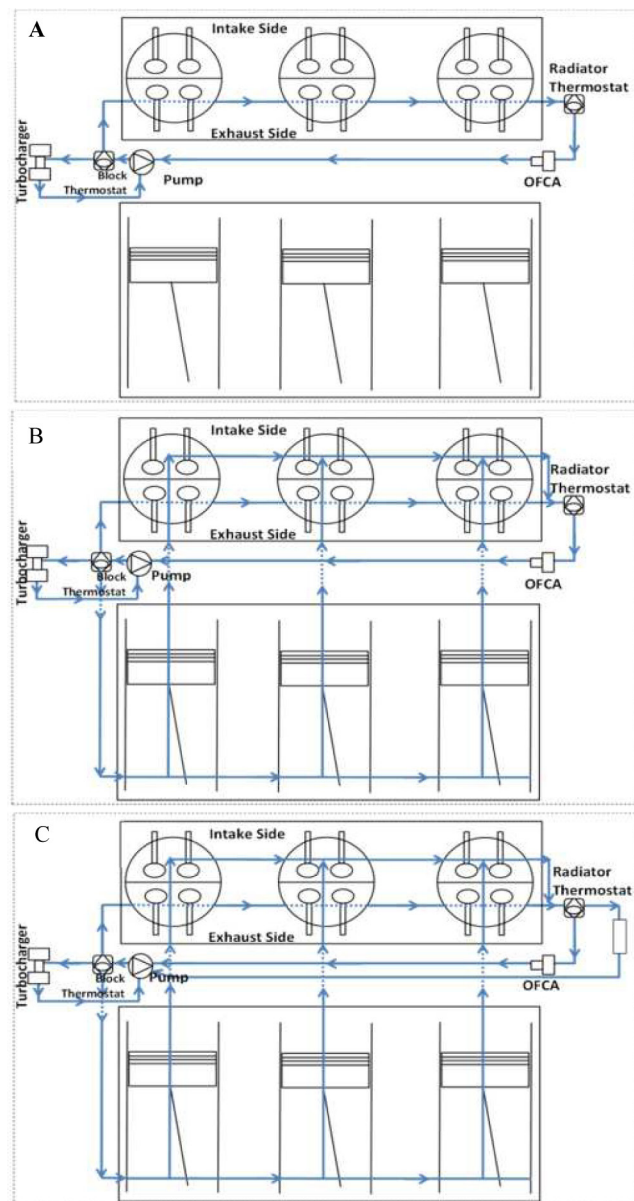 A
Intake Side
Radiator
Thermostat
Exhaust Side
Turbocharger
Block
Thermostat
Pump
OFCA
B
Intake Side
Radiator
Thermostat
Exhaust Side
Turbocharger
Block
Thermostat
Pump
OFCA
C
Intake Side
Radiator
Thermostat
Exhaust Side
Turbocharger
Block
Thermostat
Pump
OFCA